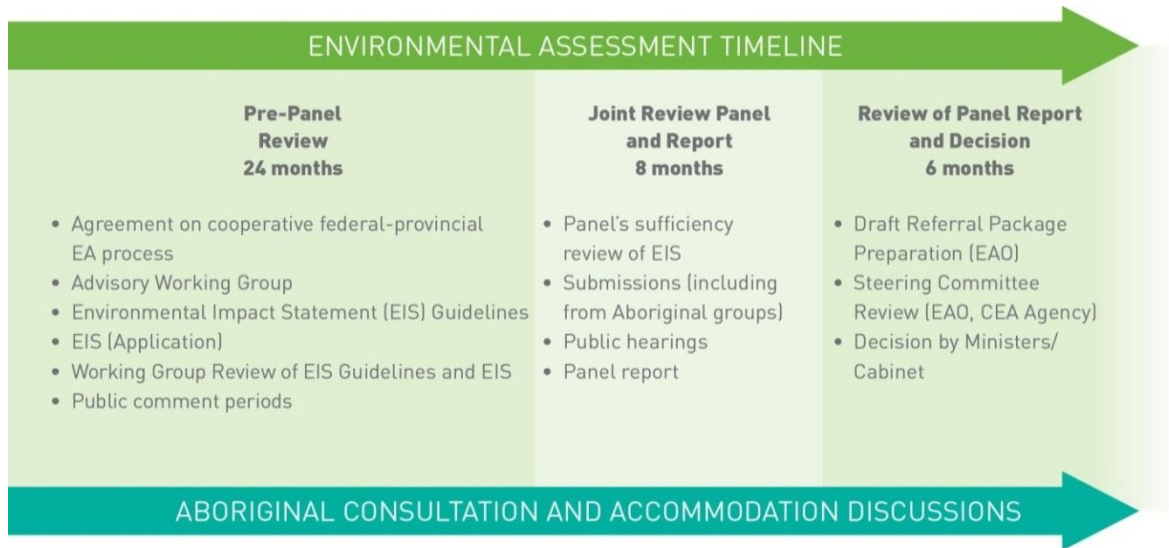 ENVIRONMENTAL ASSESSMENT TIMELINE
Pre-Panel
Review
24 months
• Agreement on cooperative federal-provincial
EA process
• Advisory Working Group
• Environmental Impact Statement (EIS) Guidelines
• EIS (Application)
• Working Group Review of EIS Guidelines and EIS
• Public comment periods
Joint Review Panel
and Report
8 months
• Panel's sufficiency
review of EIS
• Submissions (including
from Aboriginal groups)
• Public hearings
• Panel report
Review of Panel Report
and Decision
6 months
• Draft Referral Package
Preparation (EAO)
• Steering Committee
Review (EAO, CEA Agency)
• Decision by Ministers/
Cabinet
ABORIGINAL CONSULTATION AND ACCOMMODATION DISCUSSIONS